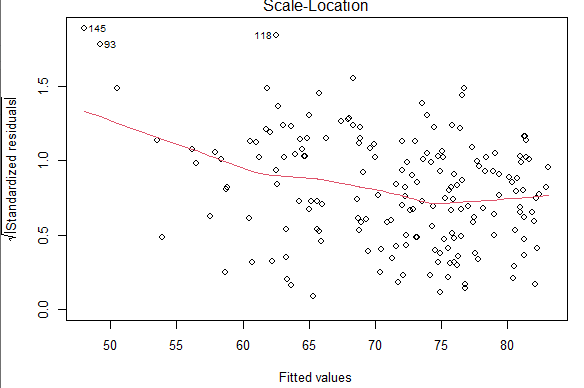 Scale-Location
√|Standardized residuals|
0.0 0.5 1.0 1.5
145
93
118
50 55 60 65 70 75 80
Fitted values